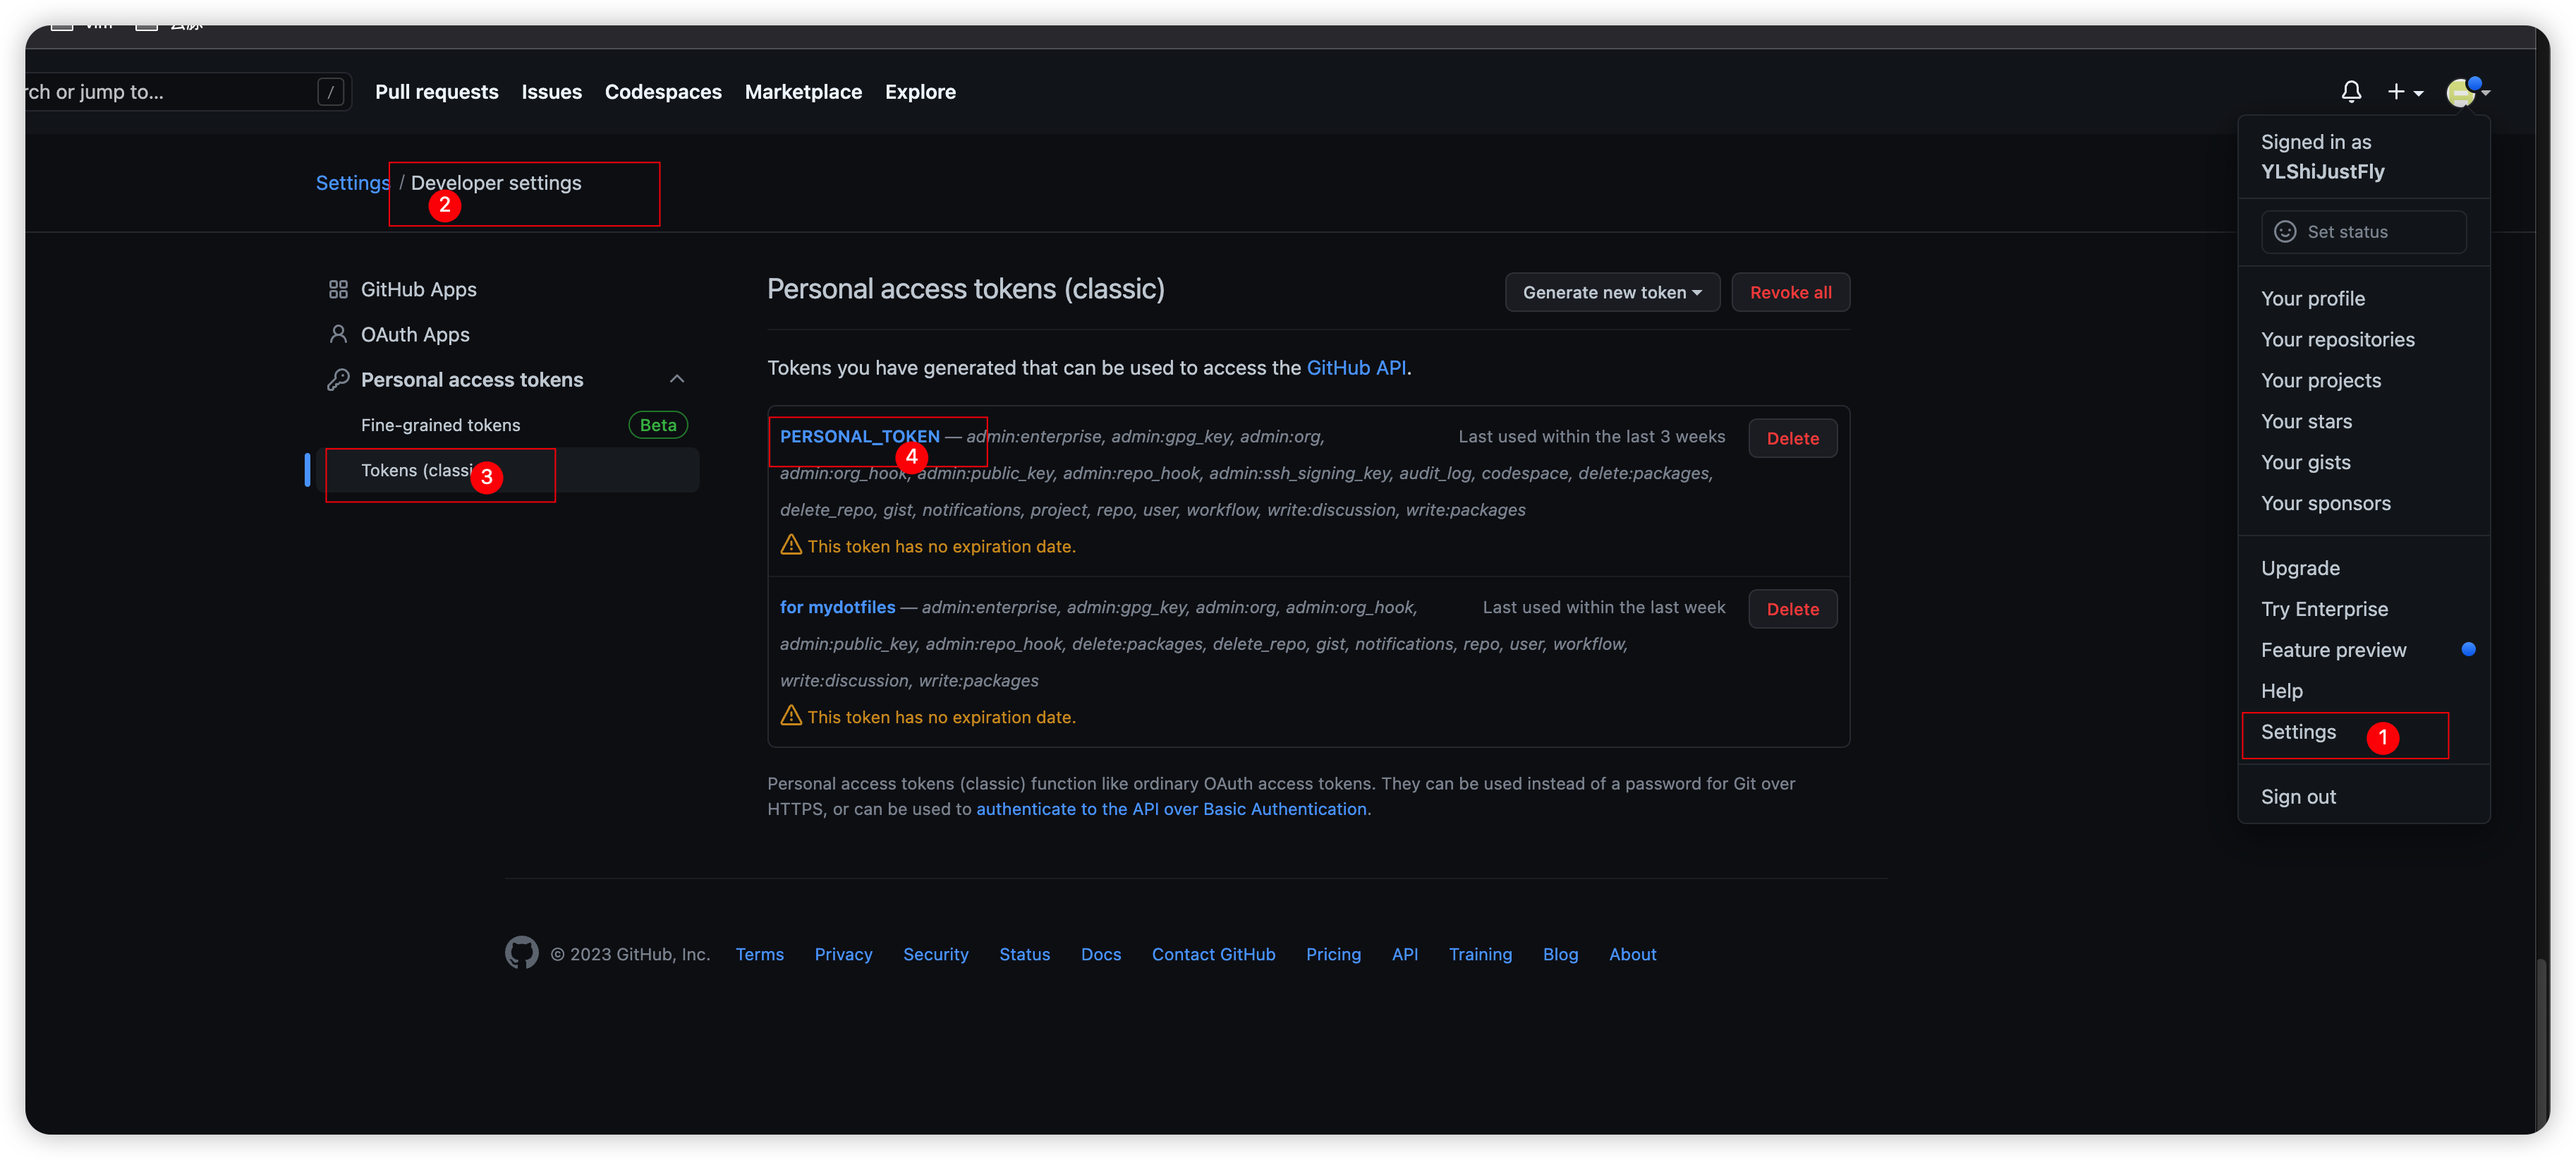 rch or jump to... /
Pull requests Issues Codespaces Marketplace Explore
Settings / Developer settings
2
GitHub Apps
OAuth Apps
Personal access tokens
Fine-grained tokens Beta
Tokens (classi
3
Personal access tokens (classic)
Generate new token
Revoke all
Tokens you have generated that can be used to access the GitHub API.
PERSONAL_TOKEN — admin:enterprise, admin:gpg_key, admin:org,
Last used within the last 3 weeks
Delete
4
admin:org_hook, admin:public_key, admin:repo_hook, admin:ssh_signing_key, audit_log, codespace, delete:packages,
delete_repo, gist, notifications, project, repo, user, workflow, write:discussion, write:packages
This token has no expiration date.
for mydotfiles — admin:enterprise, admin:gpg_key, admin:org, admin:org_hook,
Last used within the last week
Delete
admin:public_key, admin:repo_hook, delete:packages, delete_repo, gist, notifications, repo, user, workflow,
write:discussion, write:packages
This token has no expiration date.
Personal access tokens (classic) function like ordinary OAuth access tokens. They can be used instead of a password for Git over
HTTPS, or can be used to authenticate to the API over Basic Authentication.
Signed in as
YLShiJustFly
Set status
Your profile
Your repositories
Your projects
Your stars
Your gists
Your sponsors
Upgrade
Try Enterprise
Feature preview
Help
Settings
1
Sign out
© 2023 GitHub, Inc. Terms Privacy Security Status Docs Contact GitHub Pricing API Training Blog About